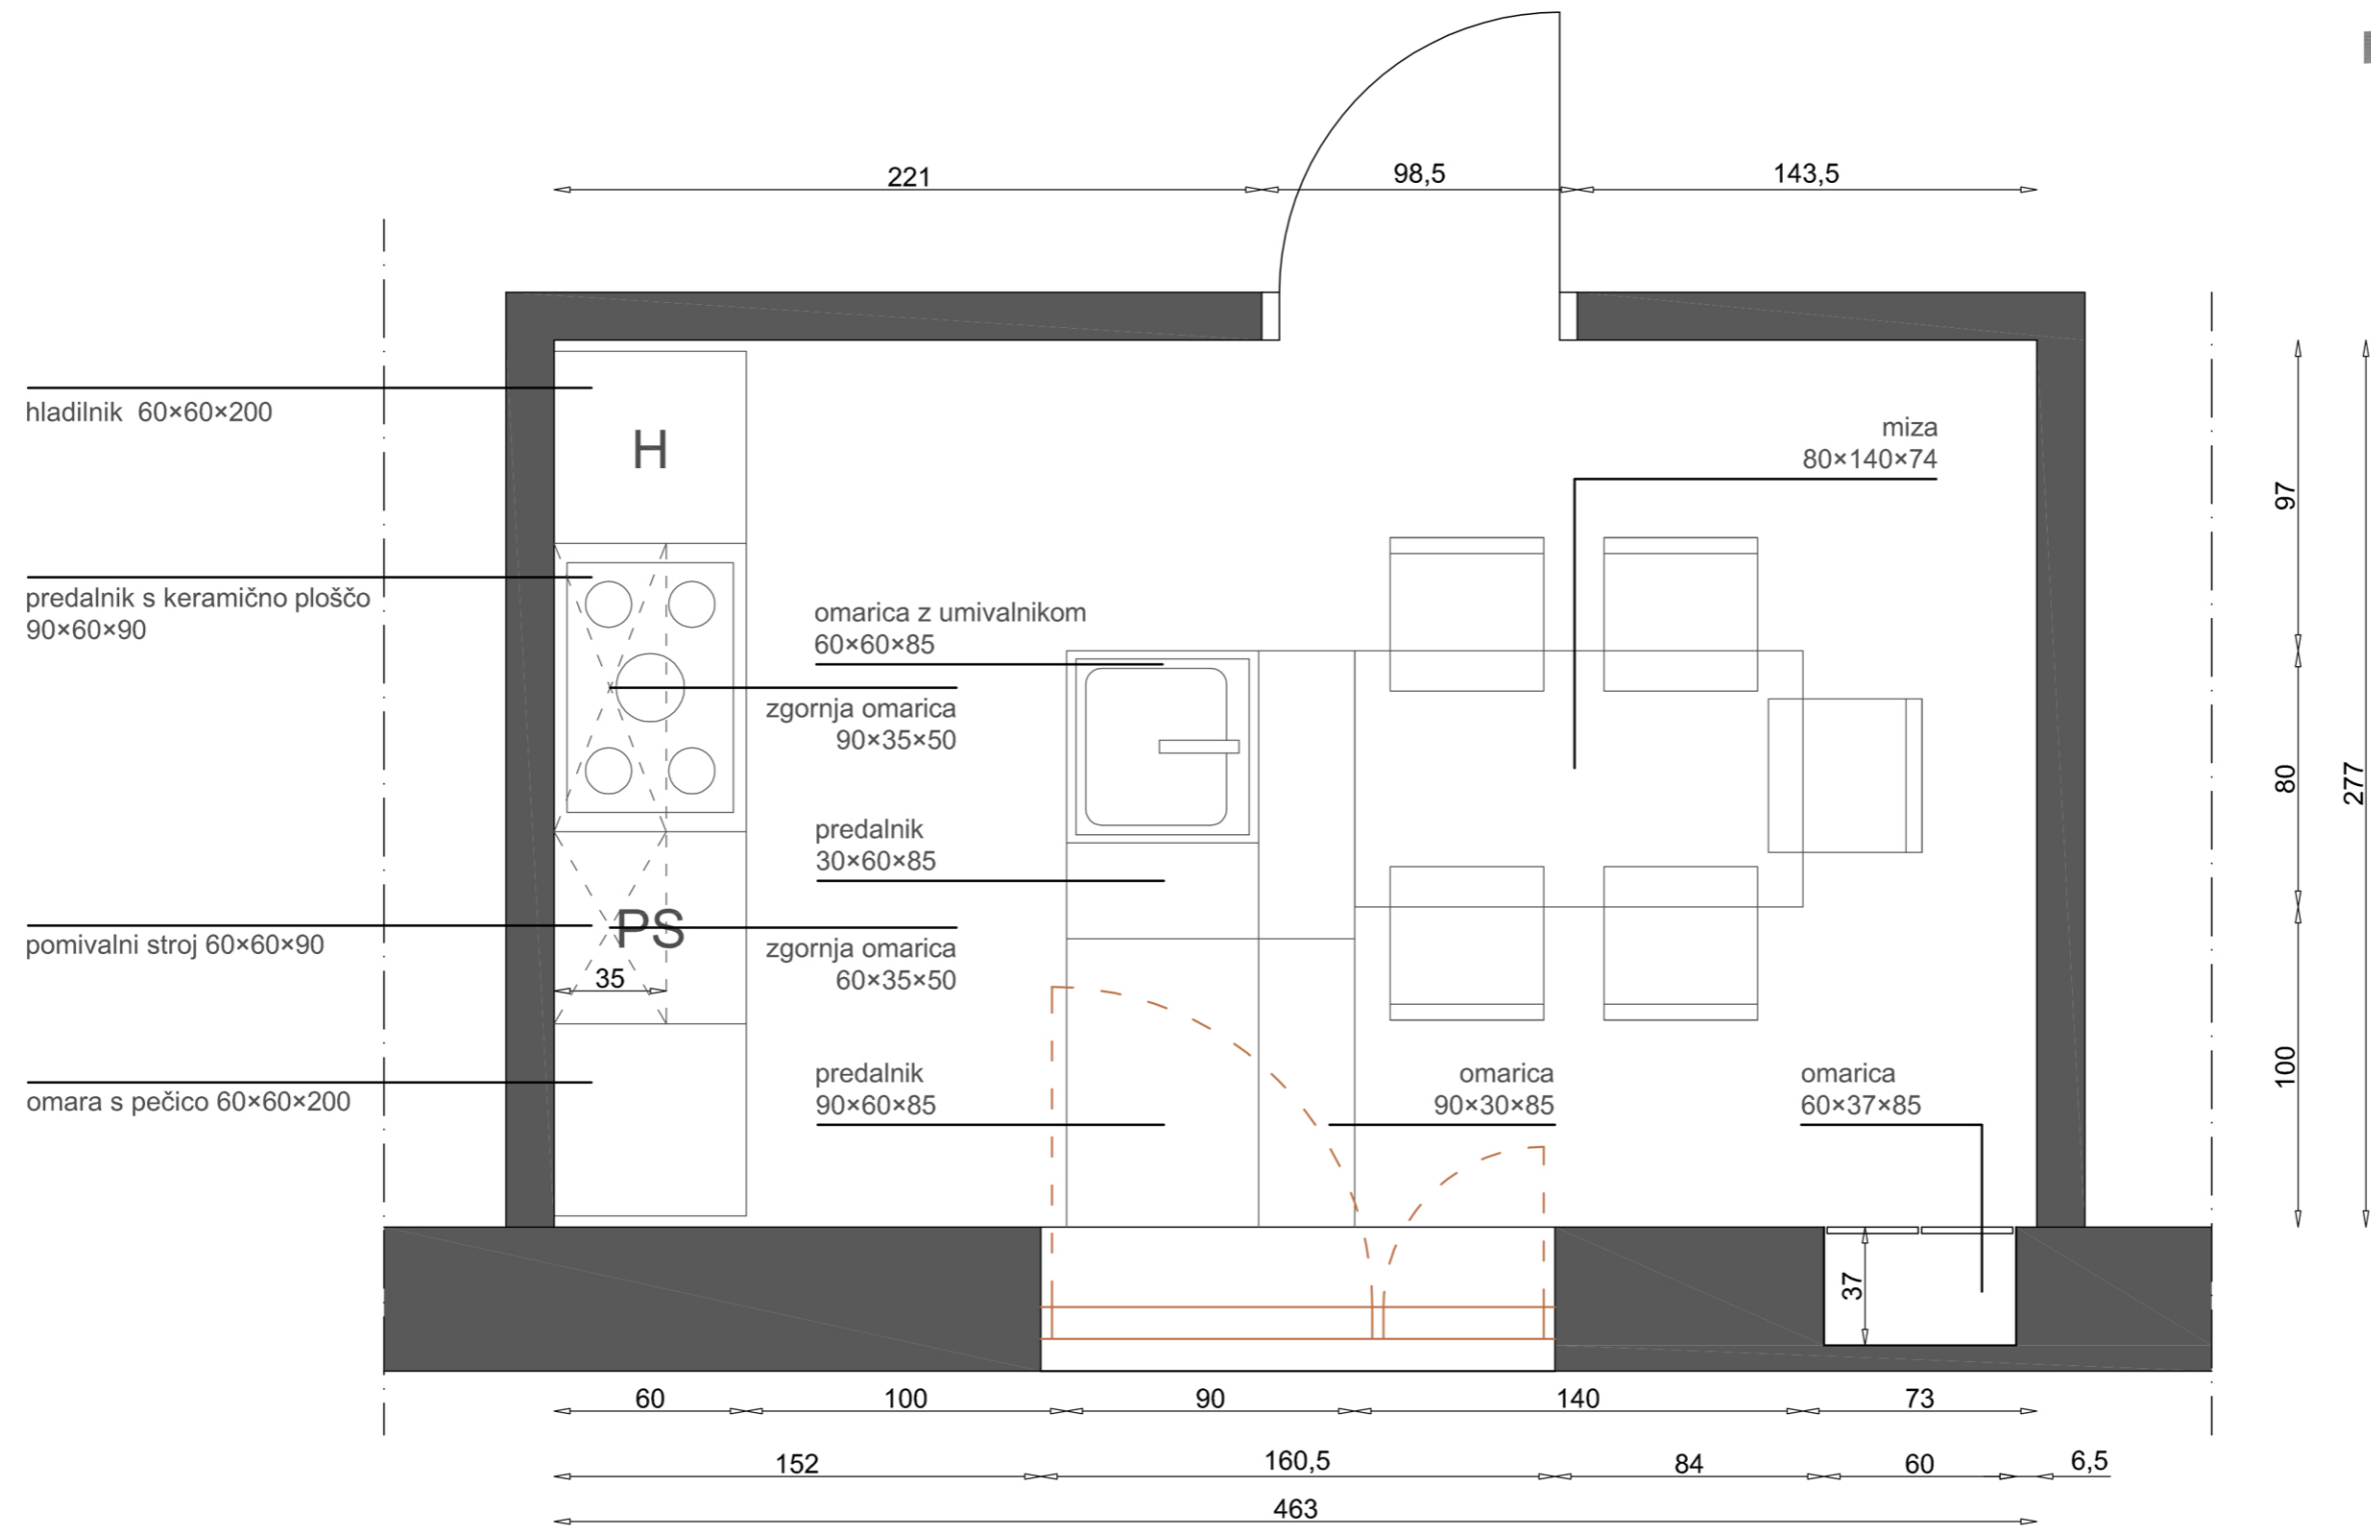 221
98,5
143,5
hladilnik 60×60×200
H
miza
80×140×74
97
predalnik s keramično ploščo
90×60×90
omarica z umivalnikom
60×60×85
zgornja omarica
90×35×50
80
277
predalnik
30×60×85
pomivalni stroj 60×60×90
PS
zgornja omarica
60×35×50
35
omara s pečico 60×60×200
predalnik
90×60×85
omarica
90×30×85
omarica
60×37×85
100
37
60
100
90
140
73
152
160,5
84
60
6,5
463